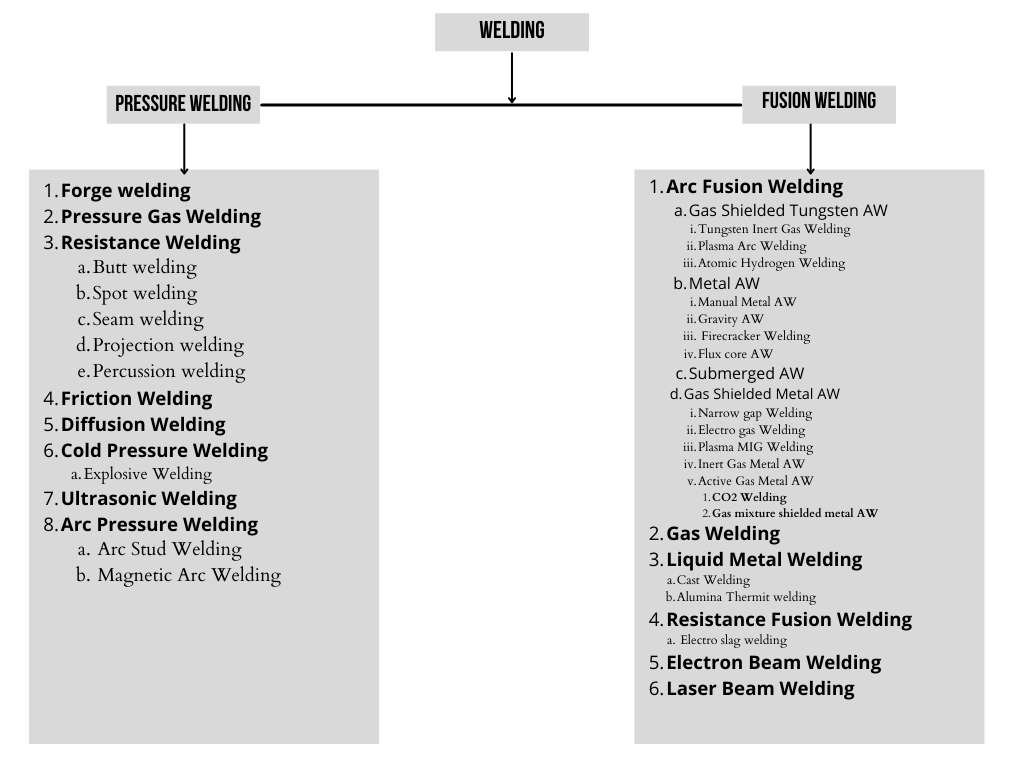 WELDING
PRESSURE WELDING
FUSION WELDING
1. Forge welding
2. Pressure Gas Welding
3. Resistance Welding
a. Butt welding
b. Spot welding
c. Seam welding
d. Projection welding
e. Percussion welding
4. Friction Welding
5. Diffusion Welding
6. Cold Pressure Welding
a. Explosive Welding
7. Ultrasonic Welding
8. Arc Pressure Welding
a. Arc Stud Welding
b. Magnetic Arc Welding
1. Arc Fusion Welding
a. Gas Shielded Tungsten AW
i. Tungsten Inert Gas Welding
ii. Plasma Arc Welding
iii. Atomic Hydrogen Welding
b. Metal AW
i. Manual Metal AW
ii. Gravity AW
iii. Firecracker Welding
iv. Flux core AW
c. Submerged AW
d. Gas Shielded Metal AW
i. Narrow gap Welding
ii. Electro gas Welding
iii. Plasma MIG Welding
iv. Inert Gas Metal AW
v. Active Gas Metal AW
1. CO2 Welding
2. Gas mixture shielded metal AW
2. Gas Welding
3. Liquid Metal Welding
a. Cast Welding
b. Alumina Thermit welding
4. Resistance Fusion Welding
a. Electro slag welding
5. Electron Beam Welding
6. Laser Beam Welding